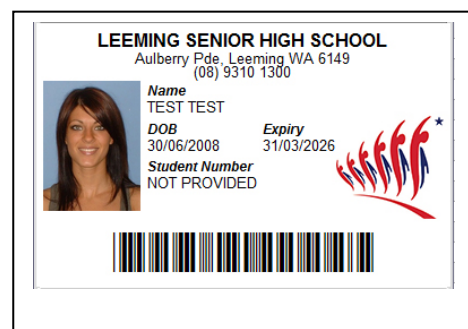 LEEMING SENIOR HIGH SCHOOL
Aulberry Pde, Leeming WA 6149
(08) 9310 1300
Name
TEST TEST
DOB Expiry
30/06/2008 31/03/2026
Student Number
NOT PROVIDED